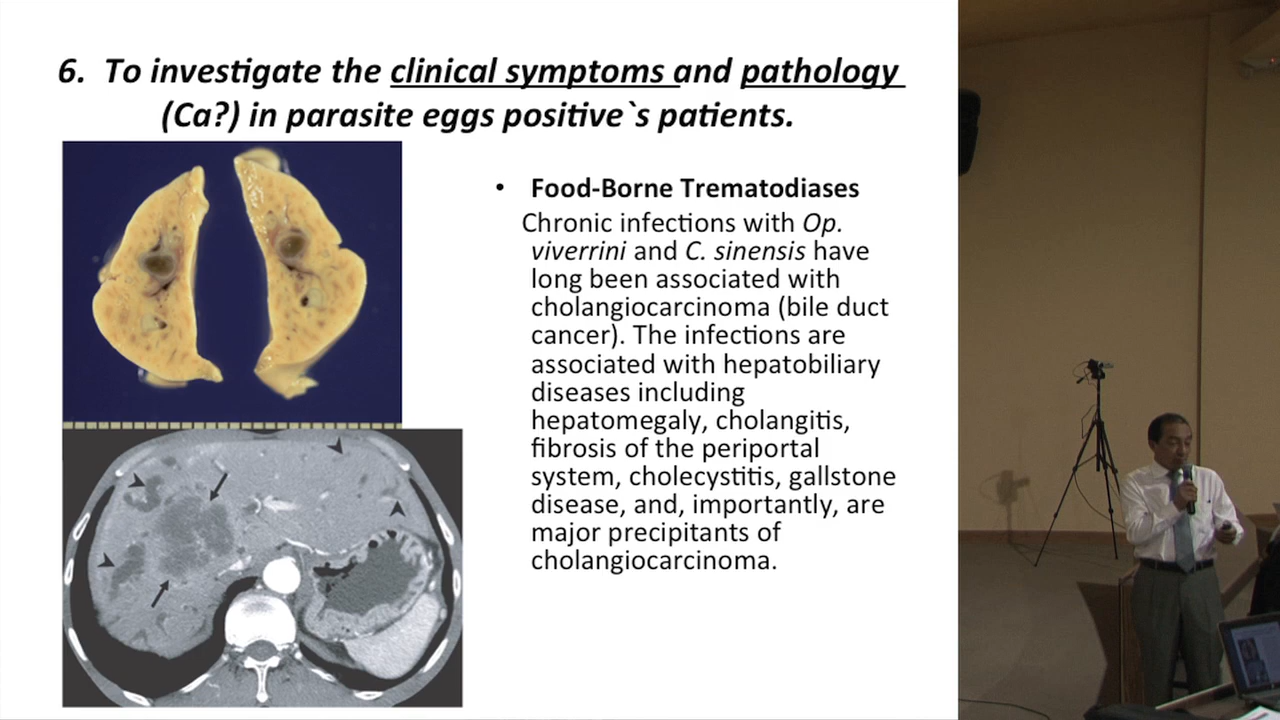 6. To investigate the clinical symptoms and pathology
(Ca?) in parasite eggs positive`s patients.
• Food-Borne Trematodiases
Chronic infections with Op.
viverrini and C. sinensis have
long been associated with
cholangiocarcinoma (bile duct
cancer). The infections are
associated with hepatobiliary
diseases including
hepatomegaly, cholangitis,
fibrosis of the periportal
system, cholecystitis, gallstone
disease, and, importantly, are
major precipitants of
cholangiocarcinoma.